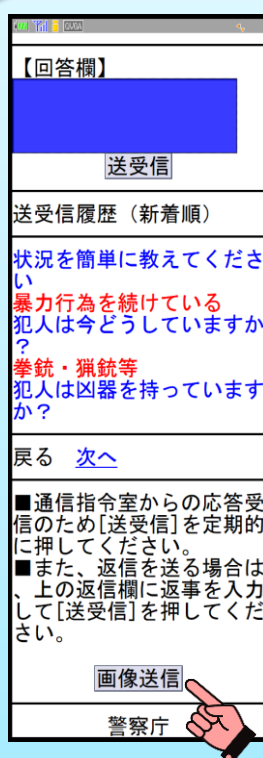 【回答欄】
送受信
送受信履歴（新着順）
状況を簡単に教えてくださ
い
暴力行為を続けている
犯人は今どうしていますか
？
拳銃・猟銃等
犯人は凶器を持っています
か？
戻る 次へ
■通信指令室からの応答受
信のため[送受信]を定期的
に押してください。
■また、返信を送る場合は
、上の返信欄に返事を入力
して[送受信]を押してくだ
さい。
画像送信
警察庁